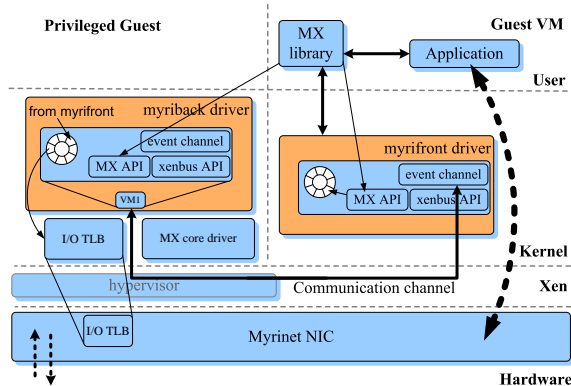 Privileged Guest
Guest VM
MX
library
Application
User
myriback driver
from myrifront
event channel
MX API
xenbus API
VM1
myrifront driver
event channel
MX API
xenbus API
I/O TLB
MX core driver
Kernel
hypervisor
Communication channel
Xen
I/O TLB
Myrinet NIC
Hardware